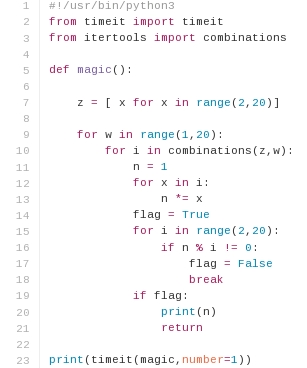 1 #!/usr/bin/python3
2 from timeit import timeit
3 from itertools import combinations
4
5 def magic():
6
7     z = [ x for x in range(2,20)]
8
9     for w in range(1,20):
10         for i in combinations(z,w):
11             n = 1
12             for x in i:
13                 n *= x
14             flag = True
15             for i in range(2,20):
16                 if n % i != 0:
17                     flag = False
18                     break
19             if flag:
20                 print(n)
21                 return
22
23 print(timeit(magic,number=1))